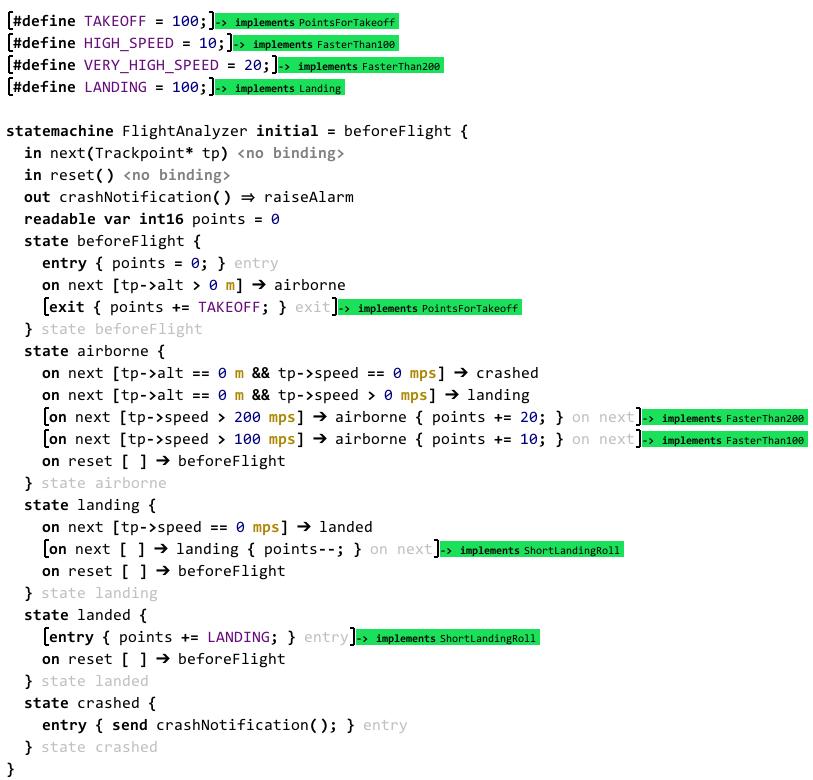 [#define TAKEOFF = 100;]-> implements PointsForTakeoff
[#define HIGH_SPEED = 10;]-> implements FasterThan100
[#define VERY_HIGH_SPEED = 20;]-> implements FasterThan200
[#define LANDING = 100;]-> implements Landing
statemachine FlightAnalyzer initial = beforeFlight {
in next(Trackpoint* tp) <no binding>
in reset() <no binding>
out crashNotification() ⇒ raiseAlarm
readable var int16 points = 0
state beforeFlight {
entry { points = 0; } entry
on next [tp->alt > 0 m] ➔ airborne
[exit { points += TAKEOFF; } exit]-> implements PointsForTakeoff
} state beforeFlight
state airborne {
on next [tp->alt == 0 m && tp->speed == 0 mps] ➔ crashed
on next [tp->alt == 0 m && tp->speed > 0 mps] ➔ landing
[on next [tp->speed > 200 mps] ➔ airborne { points += 20; } on next]-> implements FasterThan200
[on next [tp->speed > 100 mps] ➔ airborne { points += 10; } on next]-> implements FasterThan100
on reset [ ] ➔ beforeFlight
} state airborne
state landing {
on next [tp->speed == 0 mps] ➔ landed
[on next [ ] ➔ landing { points--; } on next]-> implements ShortLandingRoll
on reset [ ] ➔ beforeFlight
} state landing
state landed {
[entry { points += LANDING; } entry]-> implements ShortLandingRoll
on reset [ ] ➔ beforeFlight
} state landed
state crashed {
entry { send crashNotification(); } entry
} state crashed
}